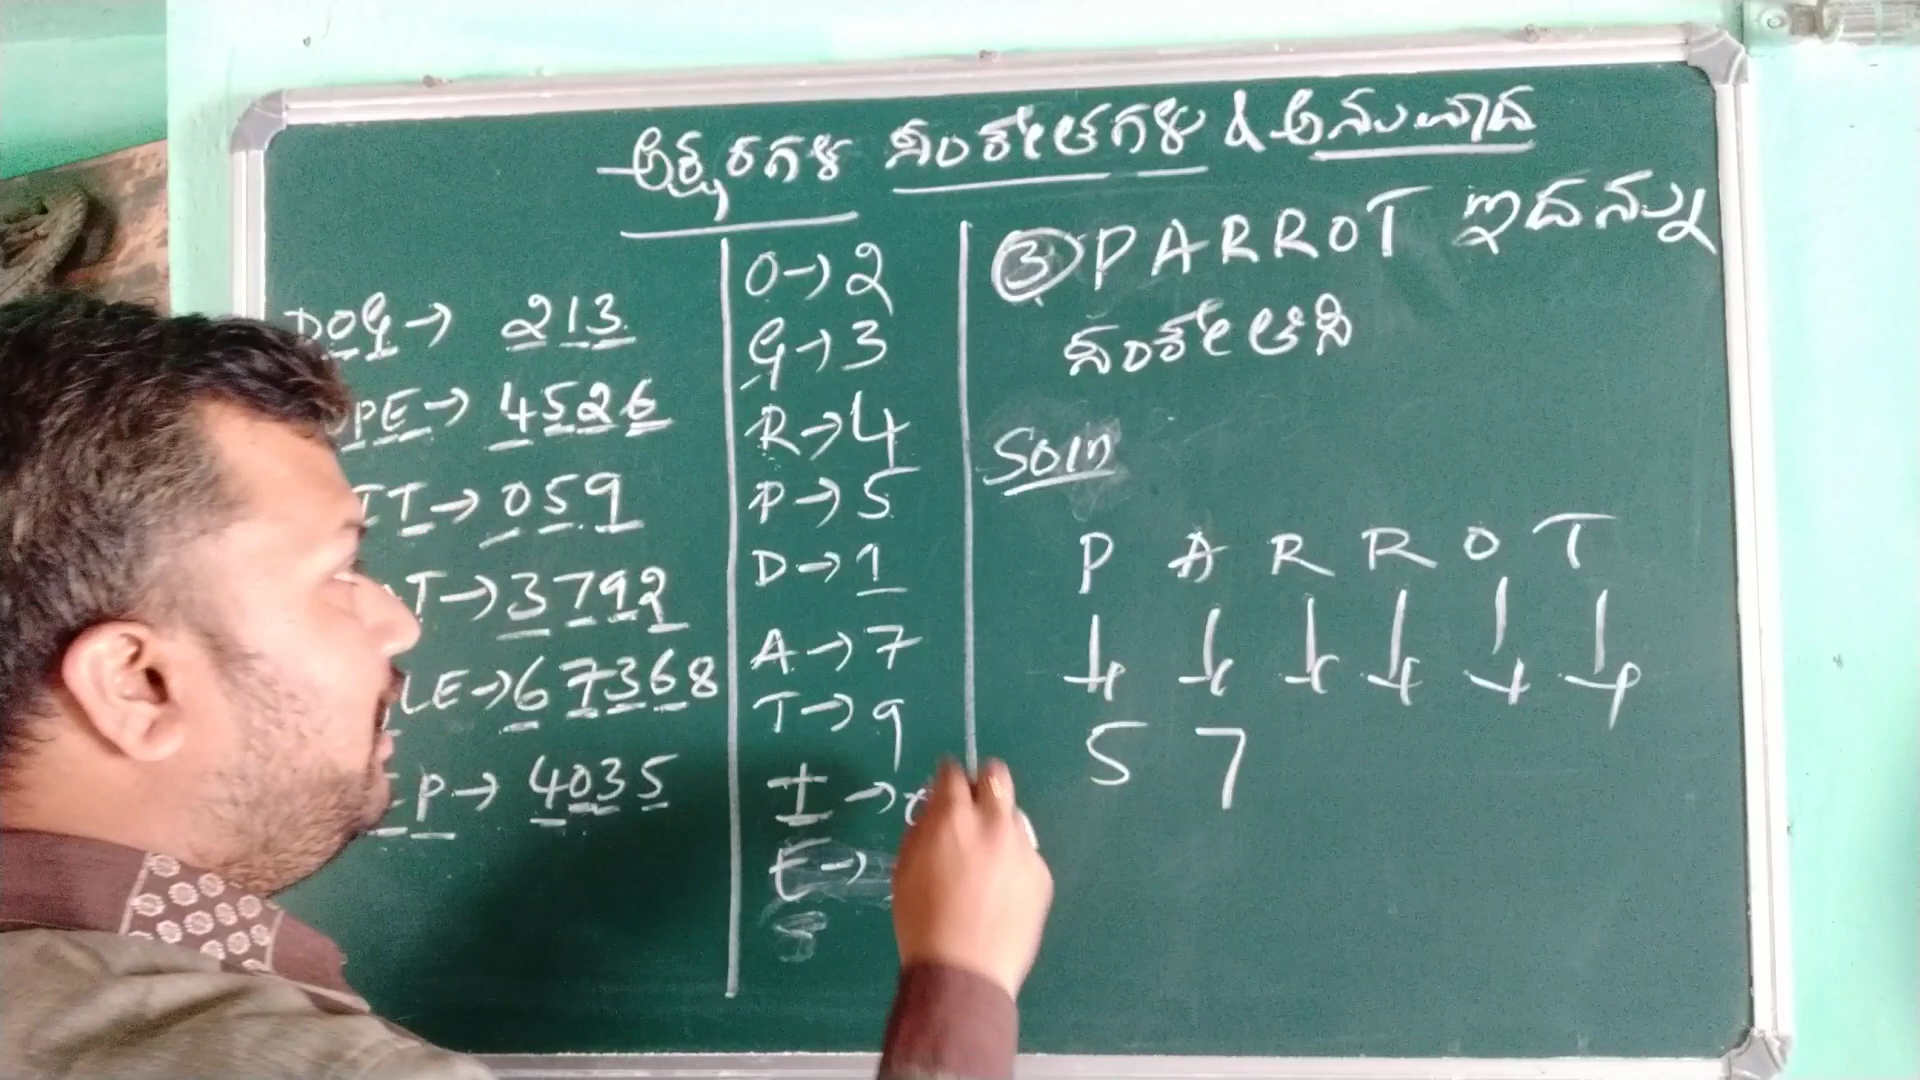 ಅಕ್ಷರಗಳ ಸಂಕೇತಗಳು & ಅನುವಾದ
DOG→ 213
PE→ 4526
IT→ 059
T→3792
LE→67368
P→ 4035
O→2
G→3
R→4
P→5
D→1
A→7
T→9
I→
E→
③ PARROT ಇದನ್ನು
ಸಂಕೇತಿಸಿ
Soln
P A R R O T
5 7